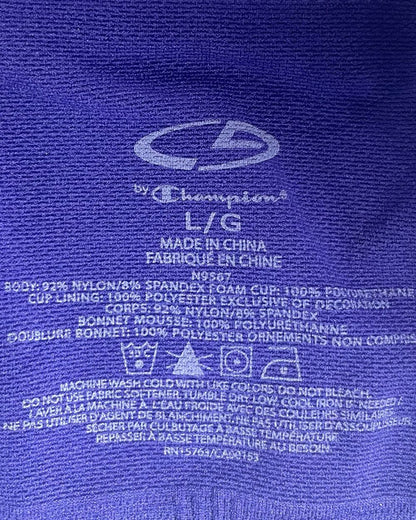 C9
by Champion®
L/G
MADE IN CHINA
FABRIQUÉ EN CHINE
N9567
BODY: 92% NYLON/8% SPANDEX FOAM CUP: 100% POLYURETHANE
CUP LINING: 100% POLYESTER EXCLUSIVE OF DECORATION
CORPS: 92% NYLON/8% SPANDEX
BONNET MOUSSE: 100% POLYURÉTHANNE
DOUBLURE BONNET: 100% POLYESTER ORNEMENTS NON COMPRIS
MACHINE WASH COLD WITH LIKE COLORS. DO NOT BLEACH.
DO NOT USE FABRIC SOFTENER. TUMBLE DRY LOW. COOL IRON IF NEEDED./
LAVER À LA MACHINE À L'EAU FROIDE AVEC DES COULEURS SIMILAIRES.
NE PAS UTILISER D'AGENT DE BLANCHIMENT. NE PAS UTILISER D'ASSOUPLISSEUR.
SÉCHER PAR CULBUTAGE À BASSE TEMPÉRATURE.
REPASSER À BASSE TEMPÉRATURE AU BESOIN
RN15763/CA00153